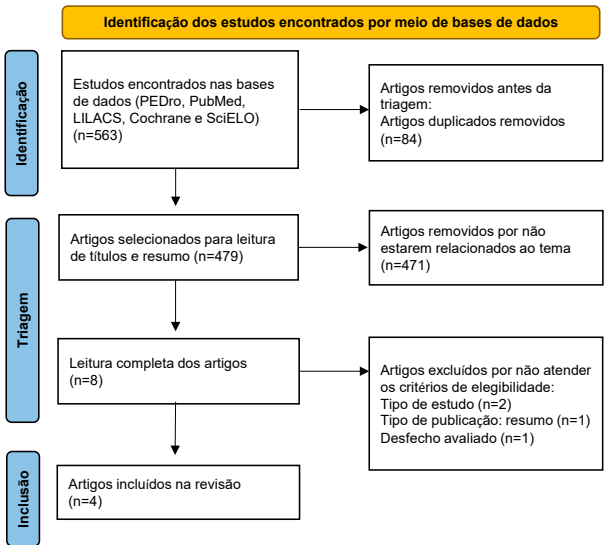 Identificação dos estudos encontrados por meio de bases de dados
Identificação
Estudos encontrados nas bases
de dados (PEDro, PubMed,
LILACS, Cochrane e SciELO)
(n=563)
Artigos removidos antes da
triagem:
Artigos duplicados removidos
(n=84)
Triagem
Artigos selecionados para leitura
de títulos e resumo (n=479)
Artigos removidos por não
estarem relacionados ao tema
(n=471)
Leitura completa dos artigos
(n=8)
Artigos excluídos por não atender
os critérios de elegibilidade:
Tipo de estudo (n=2)
Tipo de publicação: resumo (n=1)
Desfecho avaliado (n=1)
Inclusão
Artigos incluídos na revisão
(n=4)